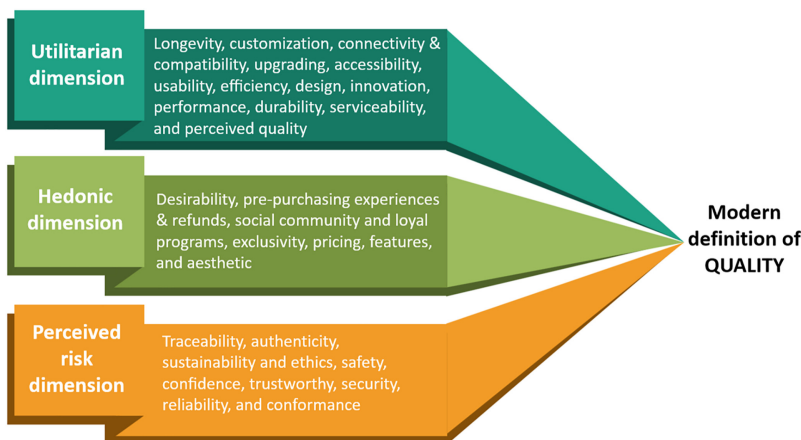 Utilitarian
dimension
Longevity, customization, connectivity &
compatibility, upgrading, accessibility,
usability, efficiency, design, innovation,
performance, durability, serviceability,
and perceived quality
Hedonic
dimension
Desirability, pre-purchasing experiences
& refunds, social community and loyal
programs, exclusivity, pricing, features,
and aesthetic
Perceived
risk
dimension
Traceability, authenticity,
sustainability and ethics, safety,
confidence, trustworthy, security,
reliability, and conformance
Modern
definition of
QUALITY